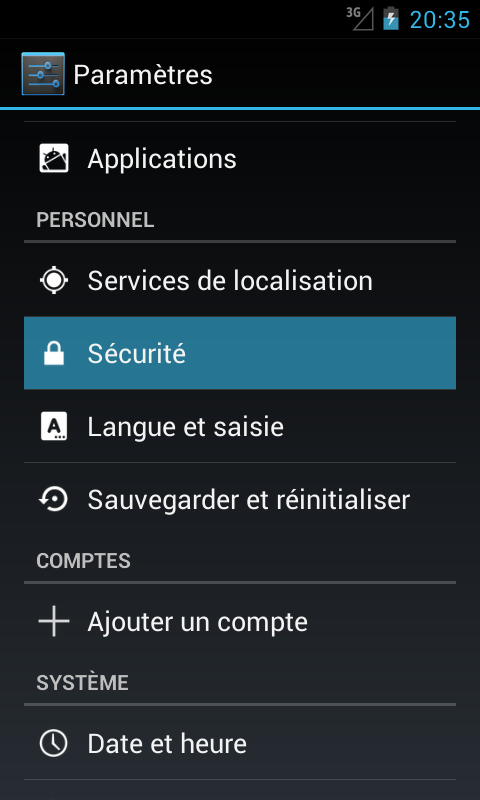 3G 20:35
Paramètres
Applications
PERSONNEL
Services de localisation
Sécurité
Langue et saisie
Sauvegarder et réinitialiser
COMPTES
Ajouter un compte
SYSTÈME
Date et heure